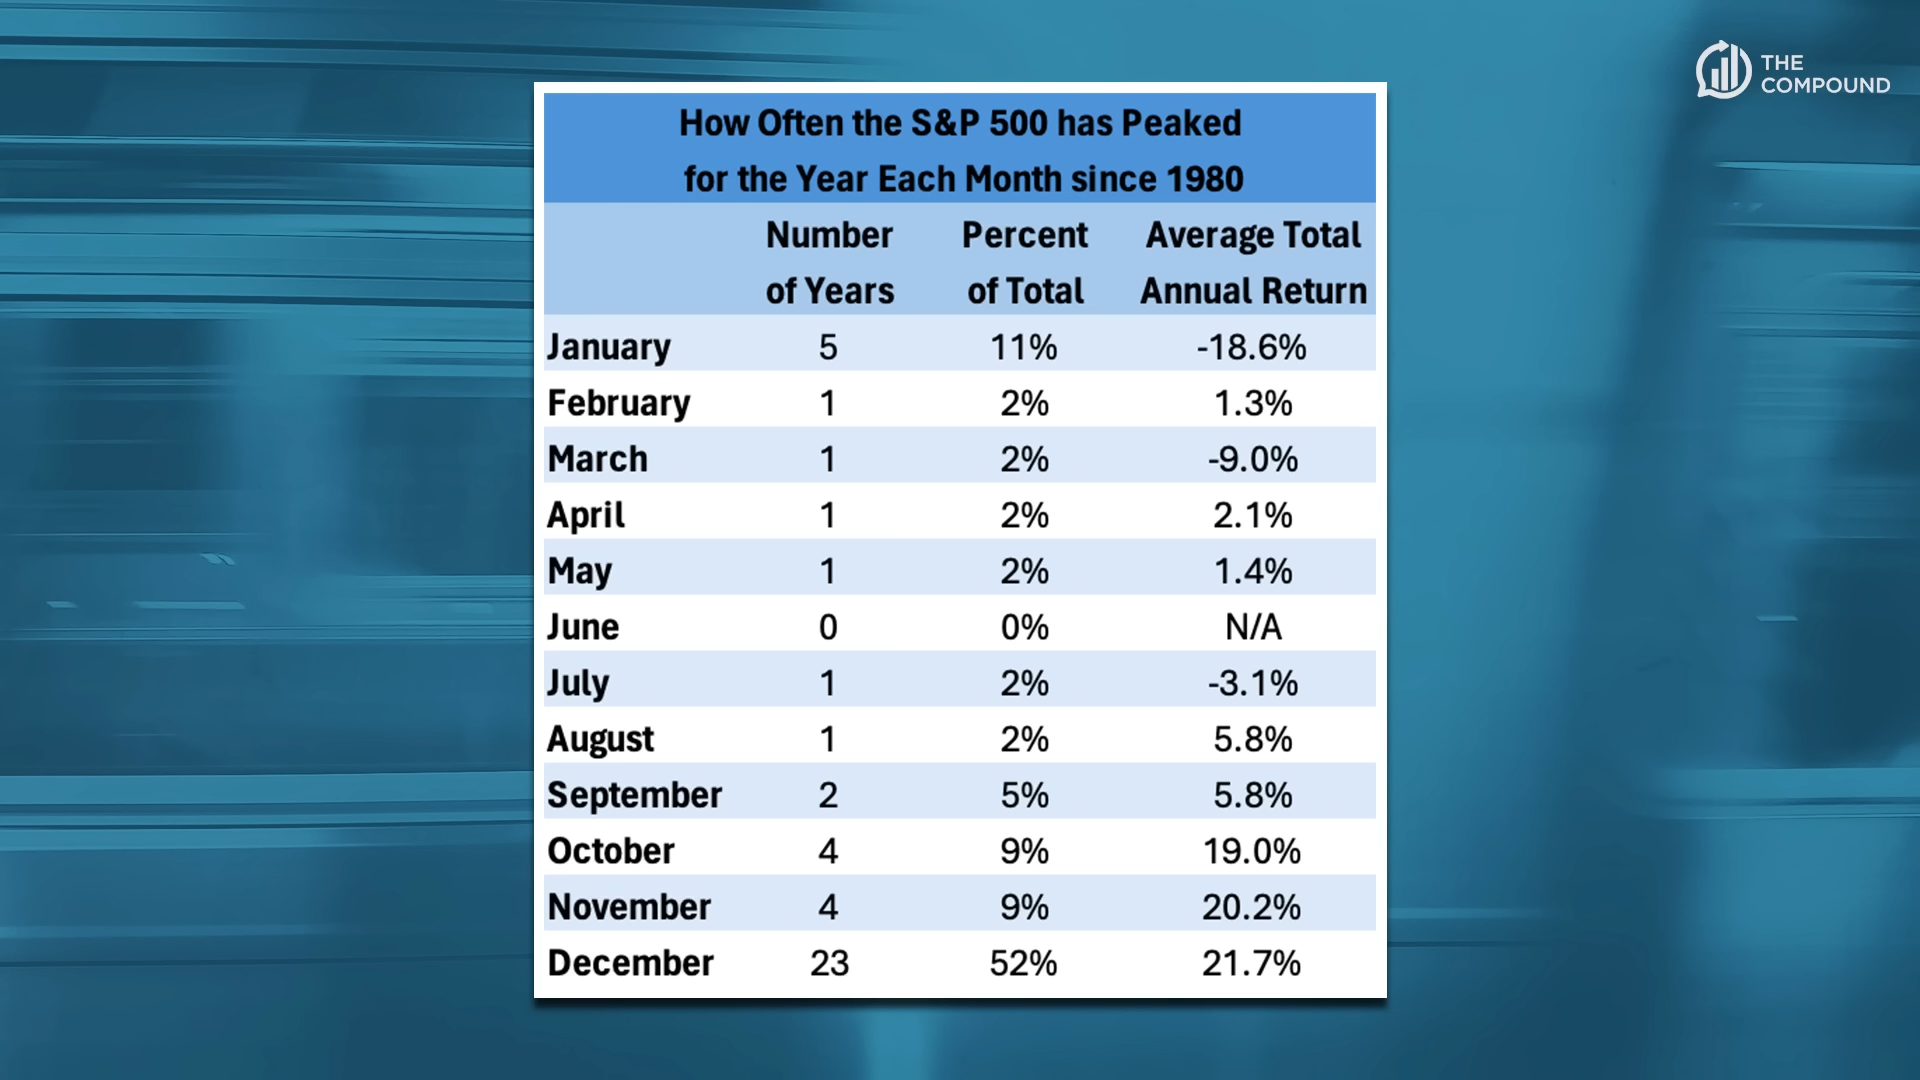 THE
COMPOUND
How Often the S&P 500 has Peaked
for the Year Each Month since 1980
Number Percent Average Total
of Years of Total Annual Return
January 5 11% -18.6%
February 1 2% 1.3%
March 1 2% -9.0%
April 1 2% 2.1%
May 1 2% 1.4%
June 0 0% N/A
July 1 2% -3.1%
August 1 2% 5.8%
September 2 5% 5.8%
October 4 9% 19.0%
November 4 9% 20.2%
December 23 52% 21.7%